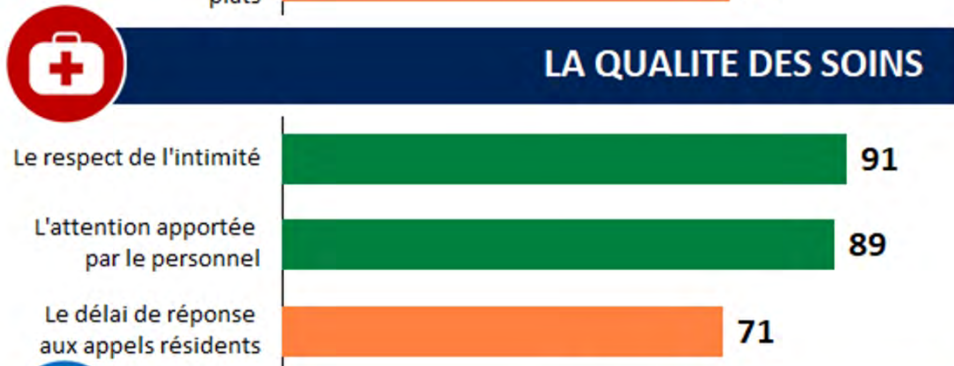 plats
LA QUALITE DES SOINS
Le respect de l'intimité
91
L'attention apportée
par le personnel
89
Le délai de réponse
aux appels résidents
71